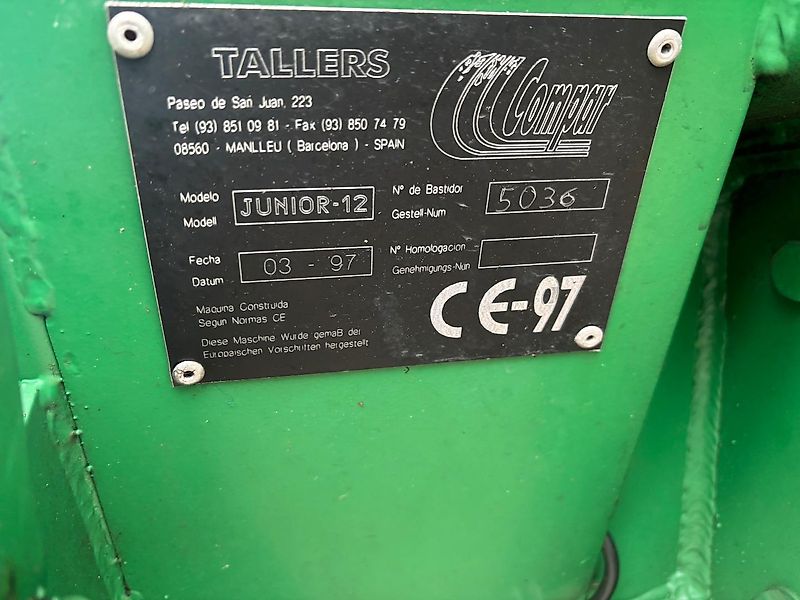 TALLERS
Compar
Paseo de San Juan, 223
Tel (93) 851 09 81 - Fax (93) 850 74 79
08560 - MANLLEU ( Barcelona ) - SPAIN
Modelo
Modell
JUNIOR-12
Nº de Bastidor
Gestell-Num
5036
Fecha
Datum
03 - 97
Nº Homologacion
Genehmigungs-Nun
Maquina Construida
Segun Normas CE
CE-97
Diese Maschine Wurde gemaß der
Europaischen Vorschriften hergestellt